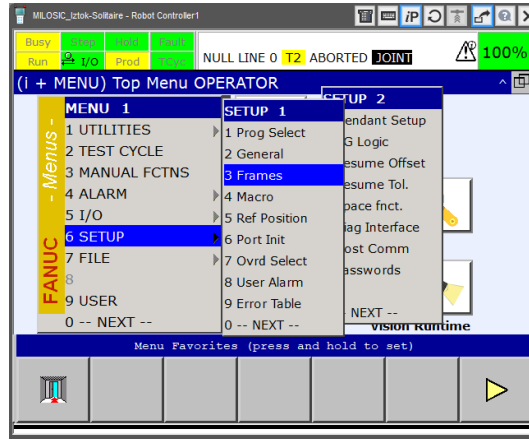 MILOSIC_Iztok-Solitaire - Robot Controller1
iP
Busy Step Hold Fault
Run I/O Prod TCyc
NULL LINE 0 T2 ABORTED JOINT
100%
(i + MENU) Top Menu OPERATOR
FANUC - Menus -
MENU 1
1 UTILITIES
2 TEST CYCLE
3 MANUAL FCTNS
4 ALARM
5 I/O
6 SETUP
7 FILE
8
9 USER
0 -- NEXT --
SETUP 1
1 Prog Select
2 General
3 Frames
4 Macro
5 Ref Position
6 Port Init
7 Ovrd Select
8 User Alarm
9 Error Table
0 -- NEXT --
SETUP 2
endant Setup
G Logic
esume Offset
esume Tol.
pace fnct.
iag Interface
ost Comm
asswords
NEXT --
Vision Runtime
Menu Favorites (press and hold to set)